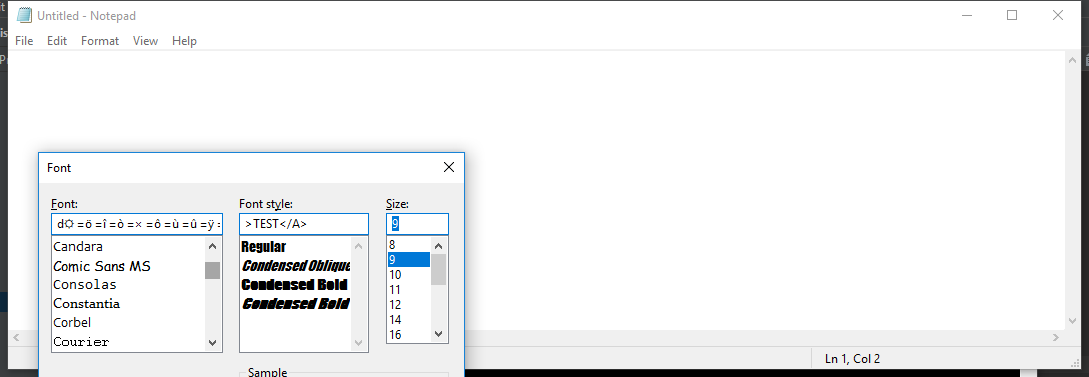 Untitled - Notepad
File Edit Format View Help
Font
Font: Font style: Size:
d☼=ö=î=ò=×=ô=ù=û=ÿ= >TEST</A> 9
Candara Regular 8
Comic Sans MS Condensed Oblique 9
Consolas Condensed Bold 10
Constantia Condensed Bold 11
Corbel 12
Courier 14
16
Sample
Ln 1, Col 2